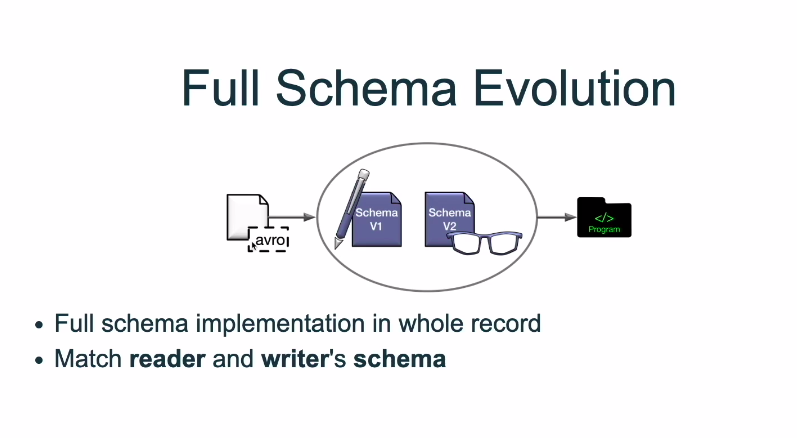 Full Schema Evolution
Schema
V1
Schema
V2
avro
</>
Program
• Full schema implementation in whole record
• Match reader and writer's schema